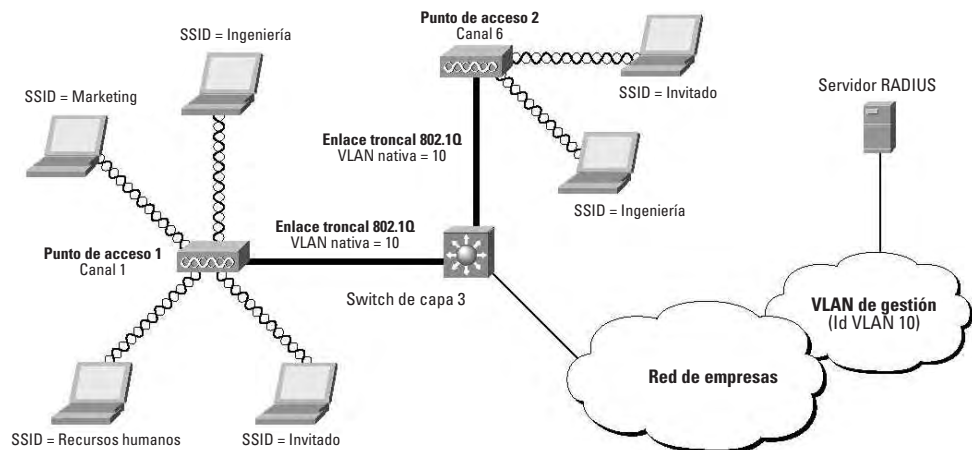 SSID = Ingeniería
SSID = Marketing
Punto de acceso 1
Canal 1
SSID = Recursos humanos
SSID = Invitado
Enlace troncal 802.1Q
VLAN nativa = 10
Punto de acceso 2
Canal 6
SSID = Invitado
SSID = Ingeniería
Enlace troncal 802.1Q
VLAN nativa = 10
Switch de capa 3
Servidor RADIUS
VLAN de gestión
(Id VLAN 10)
Red de empresas